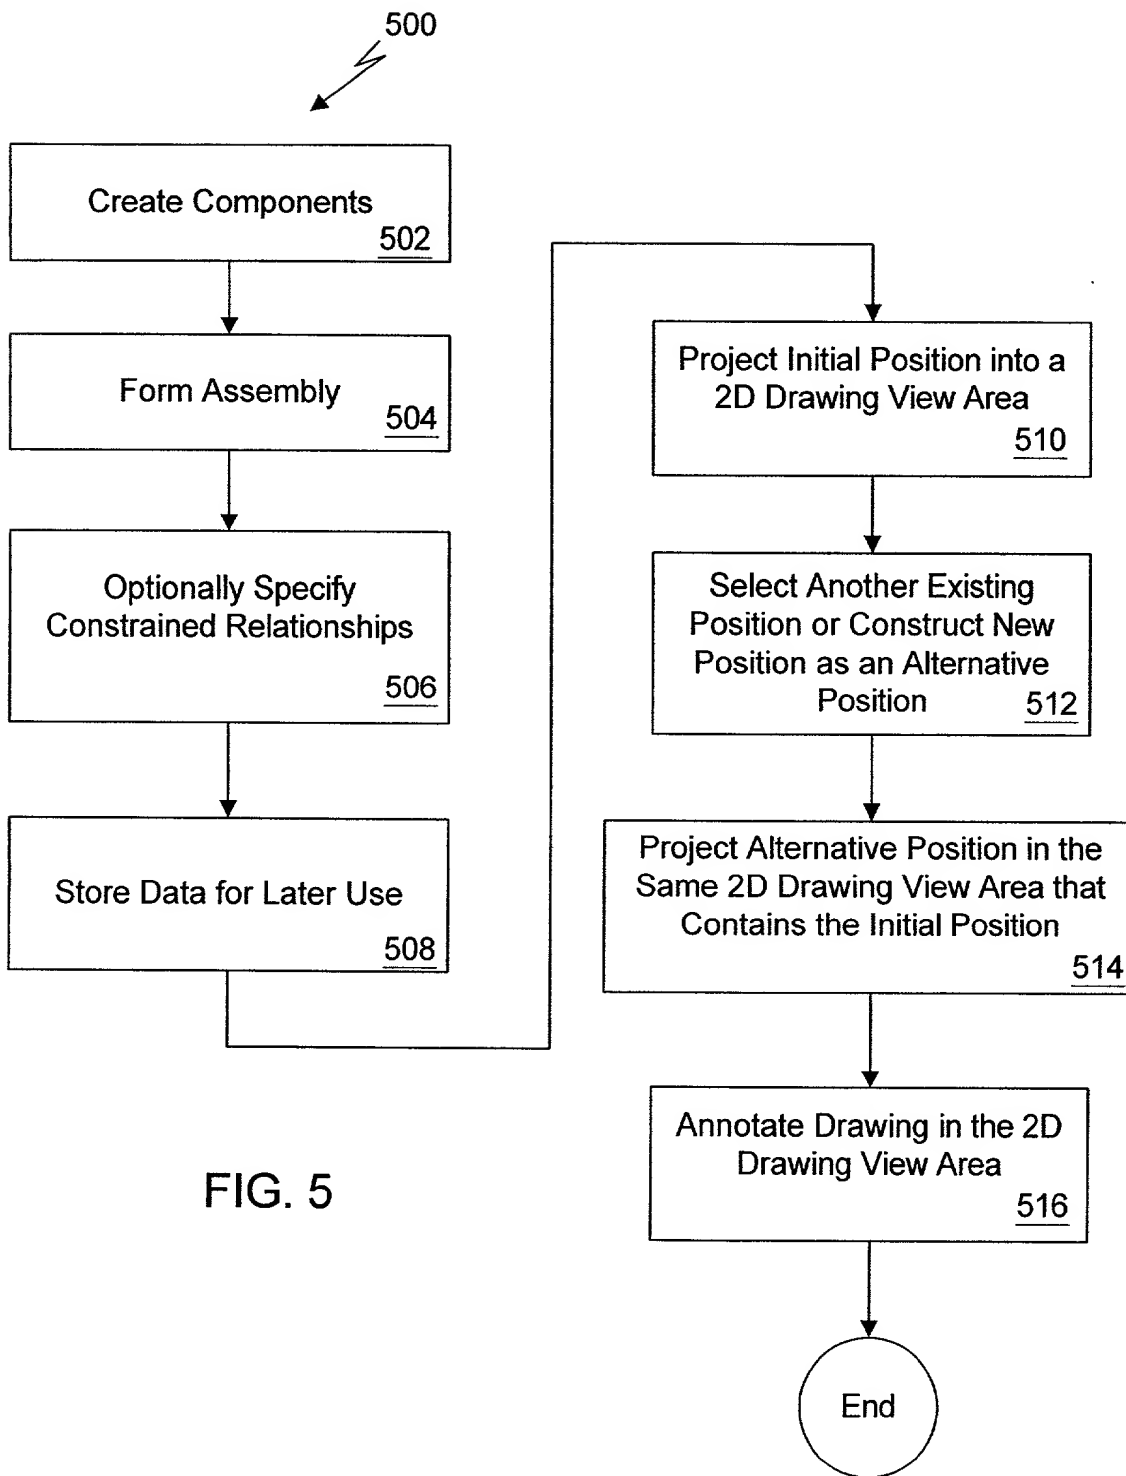 500
Create Components
502
Form Assembly
504
Optionally Specify
Constrained Relationships
506
Store Data for Later Use
508
Project Initial Position into a
2D Drawing View Area
510
Select Another Existing
Position or Construct New
Position as an Alternative
Position
512
Project Alternative Position in the
Same 2D Drawing View Area that
Contains the Initial Position
514
Annotate Drawing in the 2D
Drawing View Area
516
End
FIG. 5